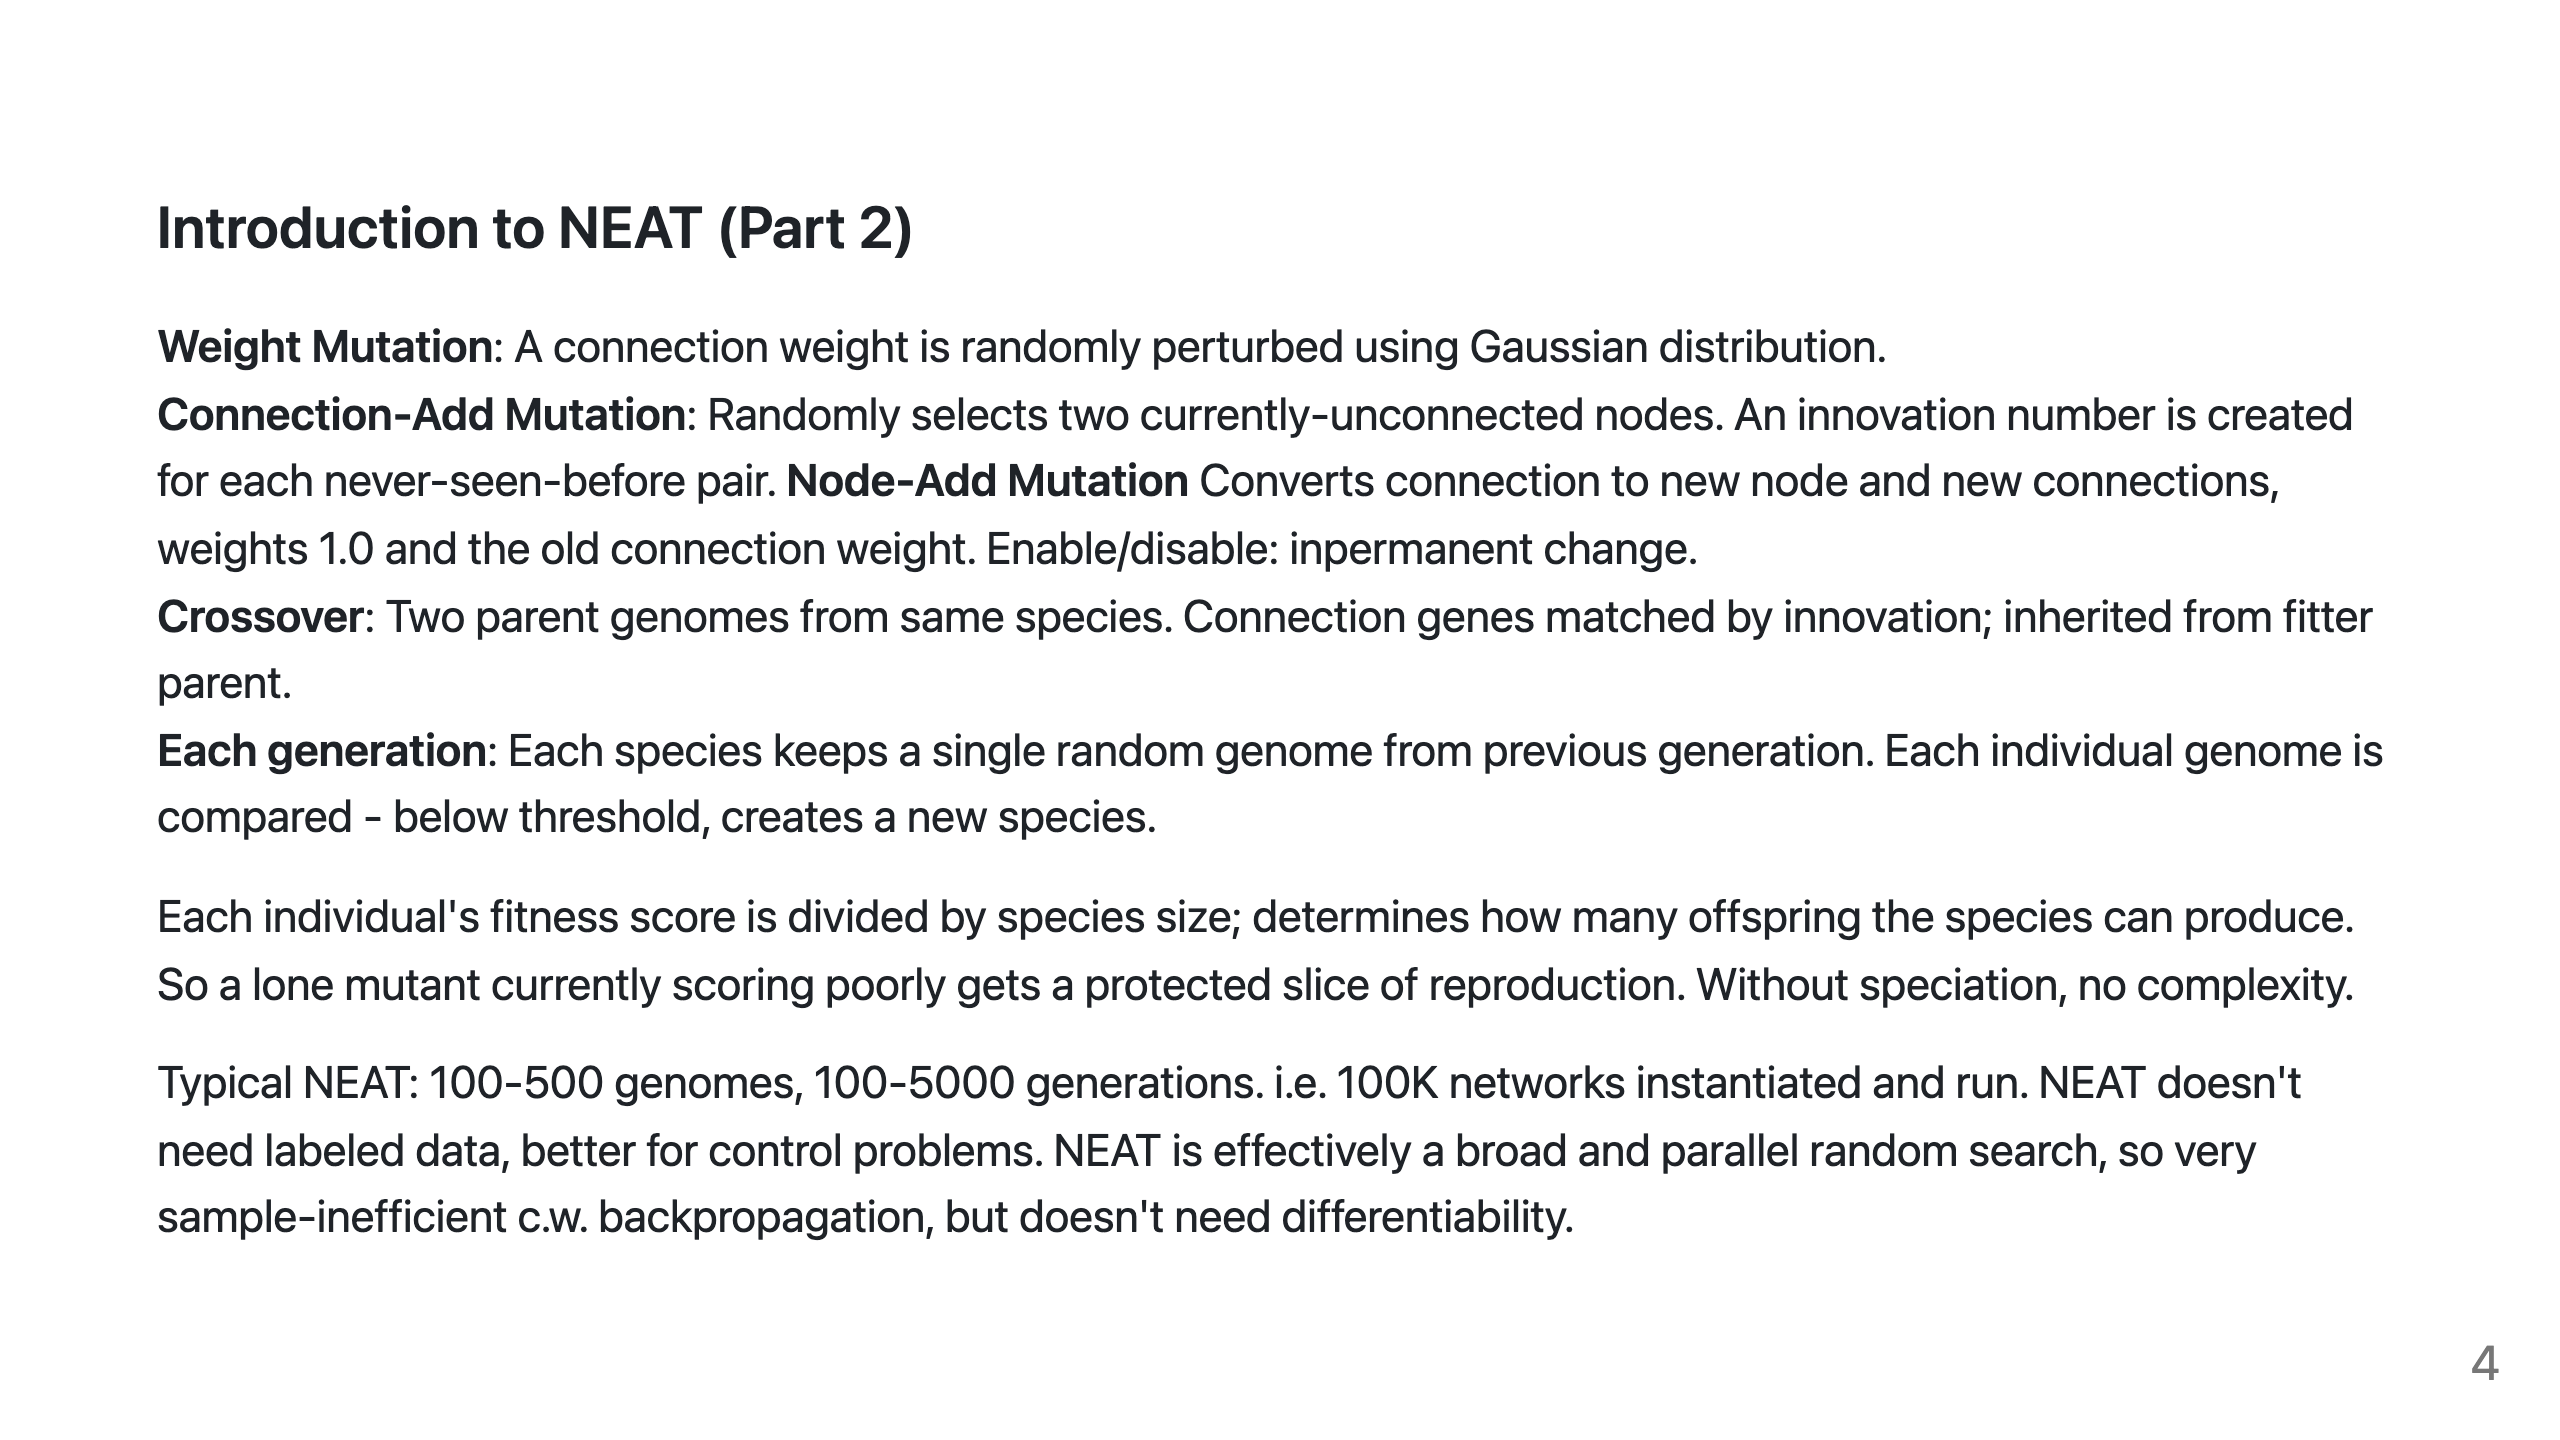 Introduction to NEAT (Part 2)
Weight Mutation: A connection weight is randomly perturbed using Gaussian distribution.
Connection-Add Mutation: Randomly selects two currently-unconnected nodes. An innovation number is created
for each never-seen-before pair. Node-Add Mutation Converts connection to new node and new connections,
weights 1.0 and the old connection weight. Enable/disable: inpermanent change.
Crossover: Two parent genomes from same species. Connection genes matched by innovation; inherited from fitter
parent.
Each generation: Each species keeps a single random genome from previous generation. Each individual genome is
compared - below threshold, creates a new species.
Each individual's fitness score is divided by species size; determines how many offspring the species can produce.
So a lone mutant currently scoring poorly gets a protected slice of reproduction. Without speciation, no complexity.
Typical NEAT: 100-500 genomes, 100-5000 generations. i.e. 100K networks instantiated and run. NEAT doesn't
need labeled data, better for control problems. NEAT is effectively a broad and parallel random search, so very
sample-inefficient c.w. backpropagation, but doesn't need differentiability.
4